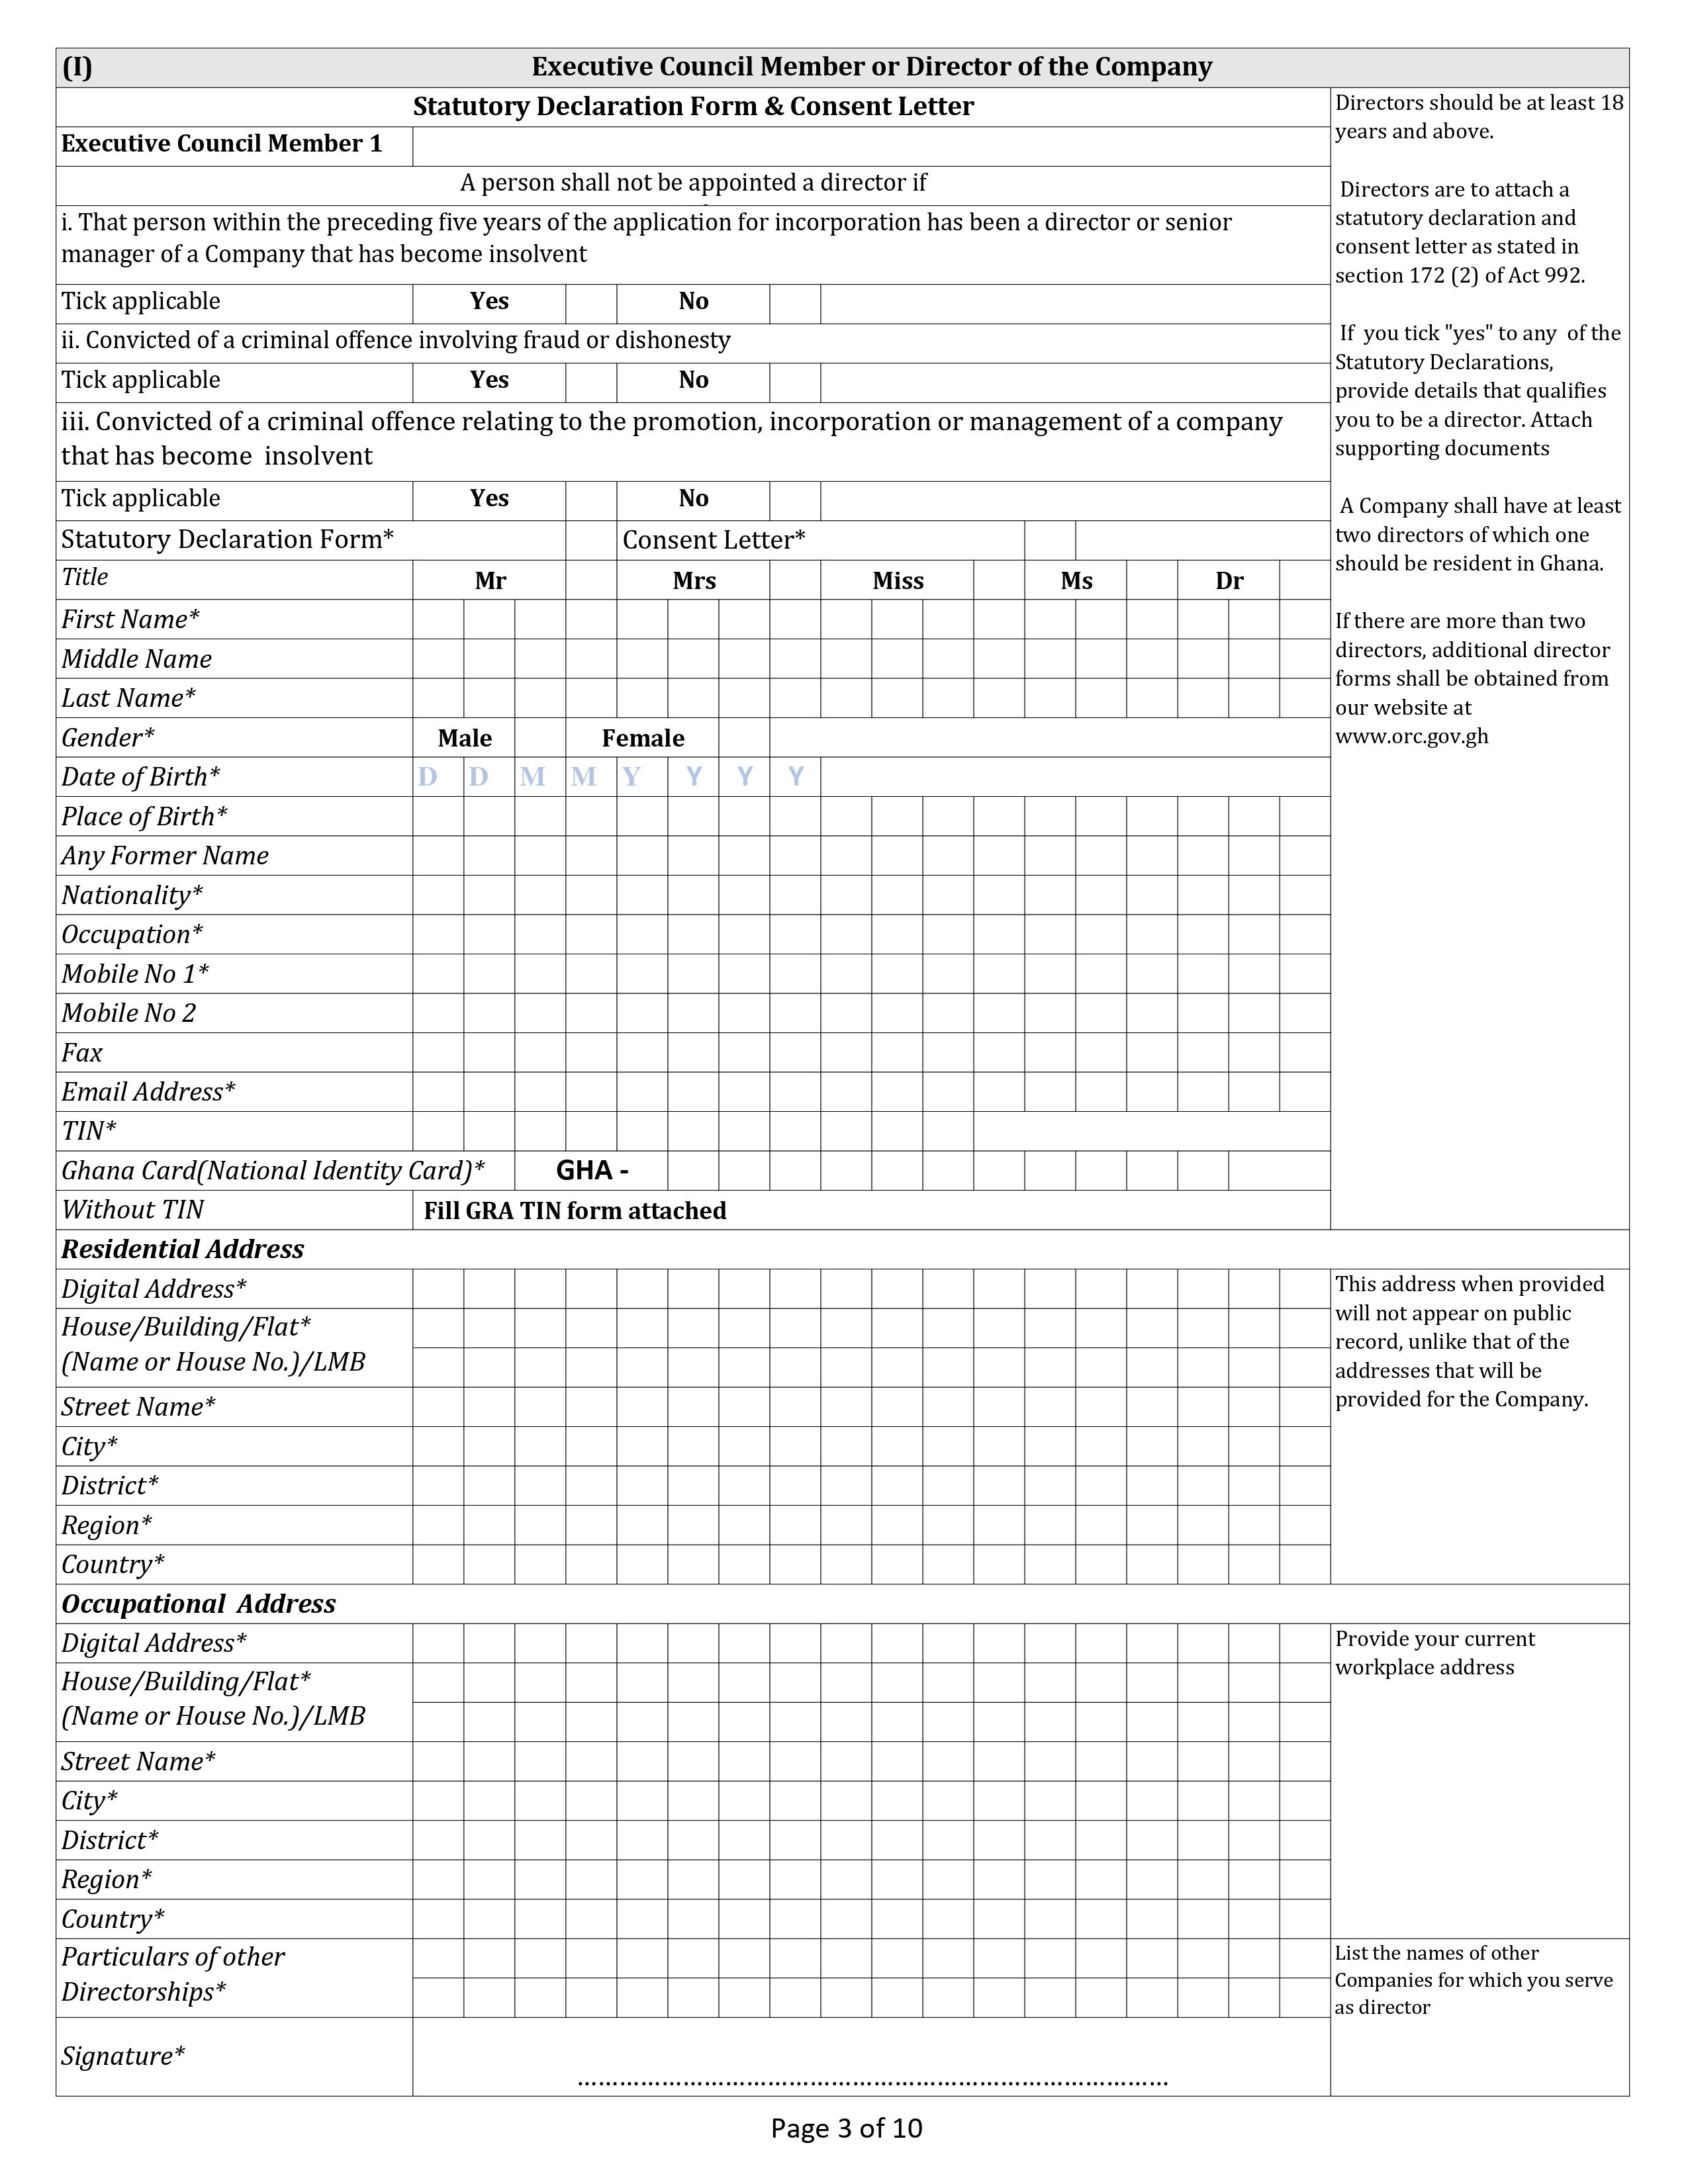 (I) Executive Council Member or Director of the Company
Statutory Declaration Form & Consent Letter
Executive Council Member 1
A person shall not be appointed a director if
i. That person within the preceding five years of the application for incorporation has been a director or senior
manager of a Company that has become insolvent
Tick applicable Yes No
ii. Convicted of a criminal offence involving fraud or dishonesty
Tick applicable Yes No
iii. Convicted of a criminal offence relating to the promotion, incorporation or management of a company
that has become insolvent
Tick applicable Yes No
Statutory Declaration Form* Consent Letter*
Title Mr Mrs Miss Ms Dr
First Name*
Middle Name
Last Name*
Gender* Male Female
Date of Birth* D D M M Y Y Y Y
Place of Birth*
Any Former Name
Nationality*
Occupation*
Mobile No 1*
Mobile No 2
Fax
Email Address*
TIN*
Ghana Card(National Identity Card)* GHA -
Without TIN Fill GRA TIN form attached
Directors should be at least 18
years and above.
Directors are to attach a
statutory declaration and
consent letter as stated in
section 172 (2) of Act 992.
If you tick "yes" to any of the
Statutory Declarations,
provide details that qualifies
you to be a director. Attach
supporting documents
A Company shall have at least
two directors of which one
should be resident in Ghana.
If there are more than two
directors, additional director
forms shall be obtained from
our website at
www.orc.gov.gh
Residential Address
Digital Address*
House/Building/Flat*
(Name or House No.)/LMB
Street Name*
City*
District*
Region*
Country*
This address when provided
will not appear on public
record, unlike that of the
addresses that will be
provided for the Company.
Occupational Address
Digital Address*
House/Building/Flat*
(Name or House No.)/LMB
Street Name*
City*
District*
Region*
Country*
Provide your current
workplace address
Particulars of other
Directorships*
List the names of other
Companies for which you serve
as director
Signature*
................................................................................
Page 3 of 10